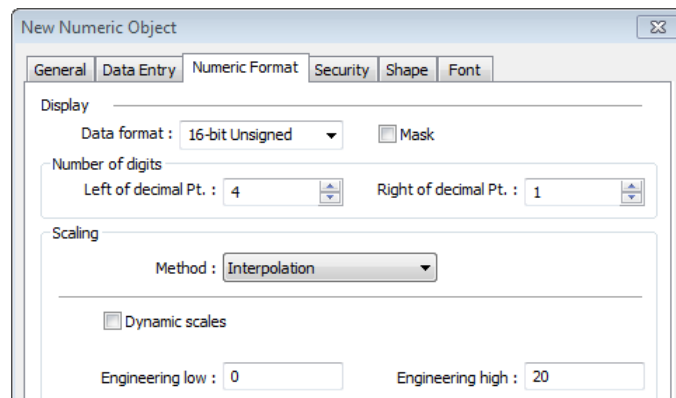 New Numeric Object
General Data Entry Numeric Format Security Shape Font
Display
Data format : 16-bit Unsigned Mask
Number of digits
Left of decimal Pt. : 4 Right of decimal Pt. : 1
Scaling
Method : Interpolation
Dynamic scales
Engineering low : 0 Engineering high : 20